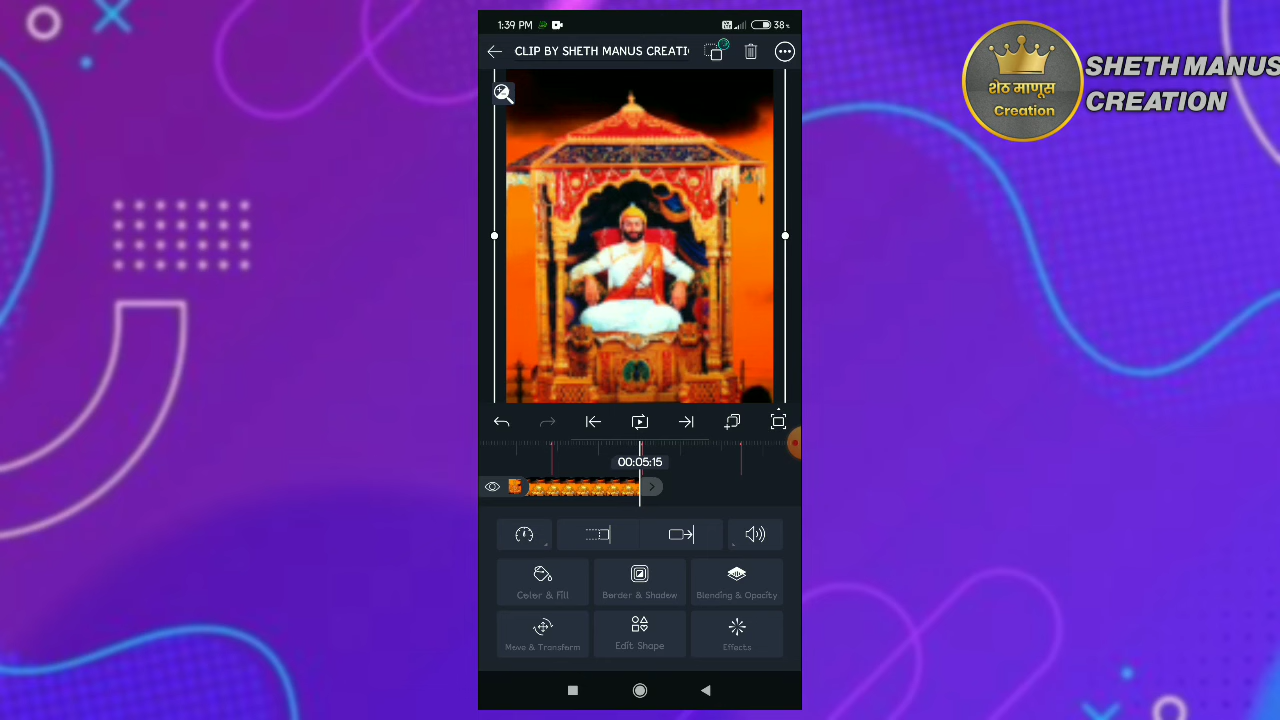 1:39 PM
38
CLIP BY SHETH MANUS CREATI
00:05:15
Color & Fill
Border & Shadow
Blending & Opacity
Move & Transform
Edit Shape
Effects
शेठ माणूस
Creation
SHETH MANUS
CREATION